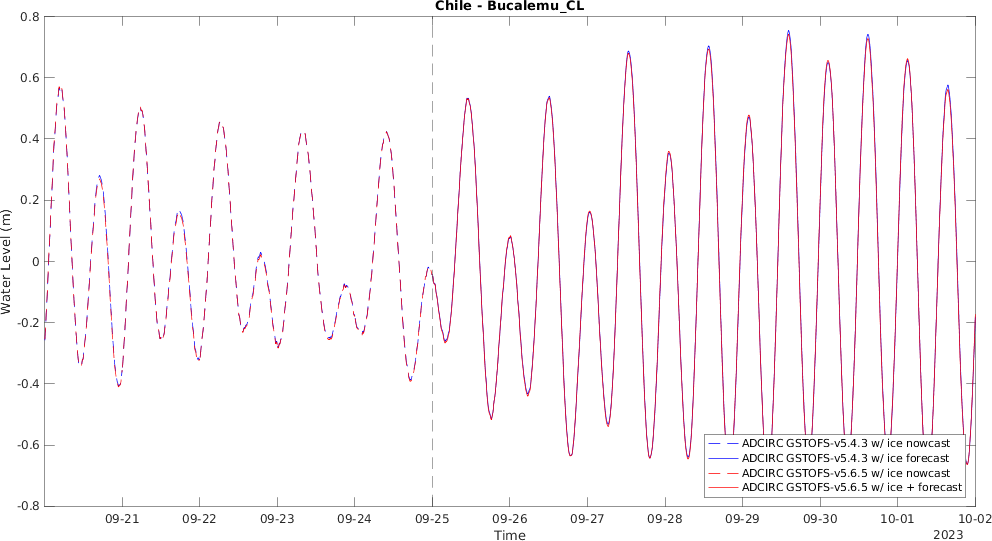 Chile - Bucalemu_CL
0.8
0.6
0.4
0.2
0
-0.2
-0.4
-0.6
-0.8
Water Level (m)
09-21 09-22 09-23 09-24 09-25 09-26 09-27 09-28 09-29 09-30 10-01 10-02
Time
2023
ADCIRC GSTOFS-v5.4.3 w/ ice nowcast
ADCIRC GSTOFS-v5.4.3 w/ ice forecast
ADCIRC GSTOFS-v5.6.5 w/ ice nowcast
ADCIRC GSTOFS-v5.6.5 w/ ice + forecast